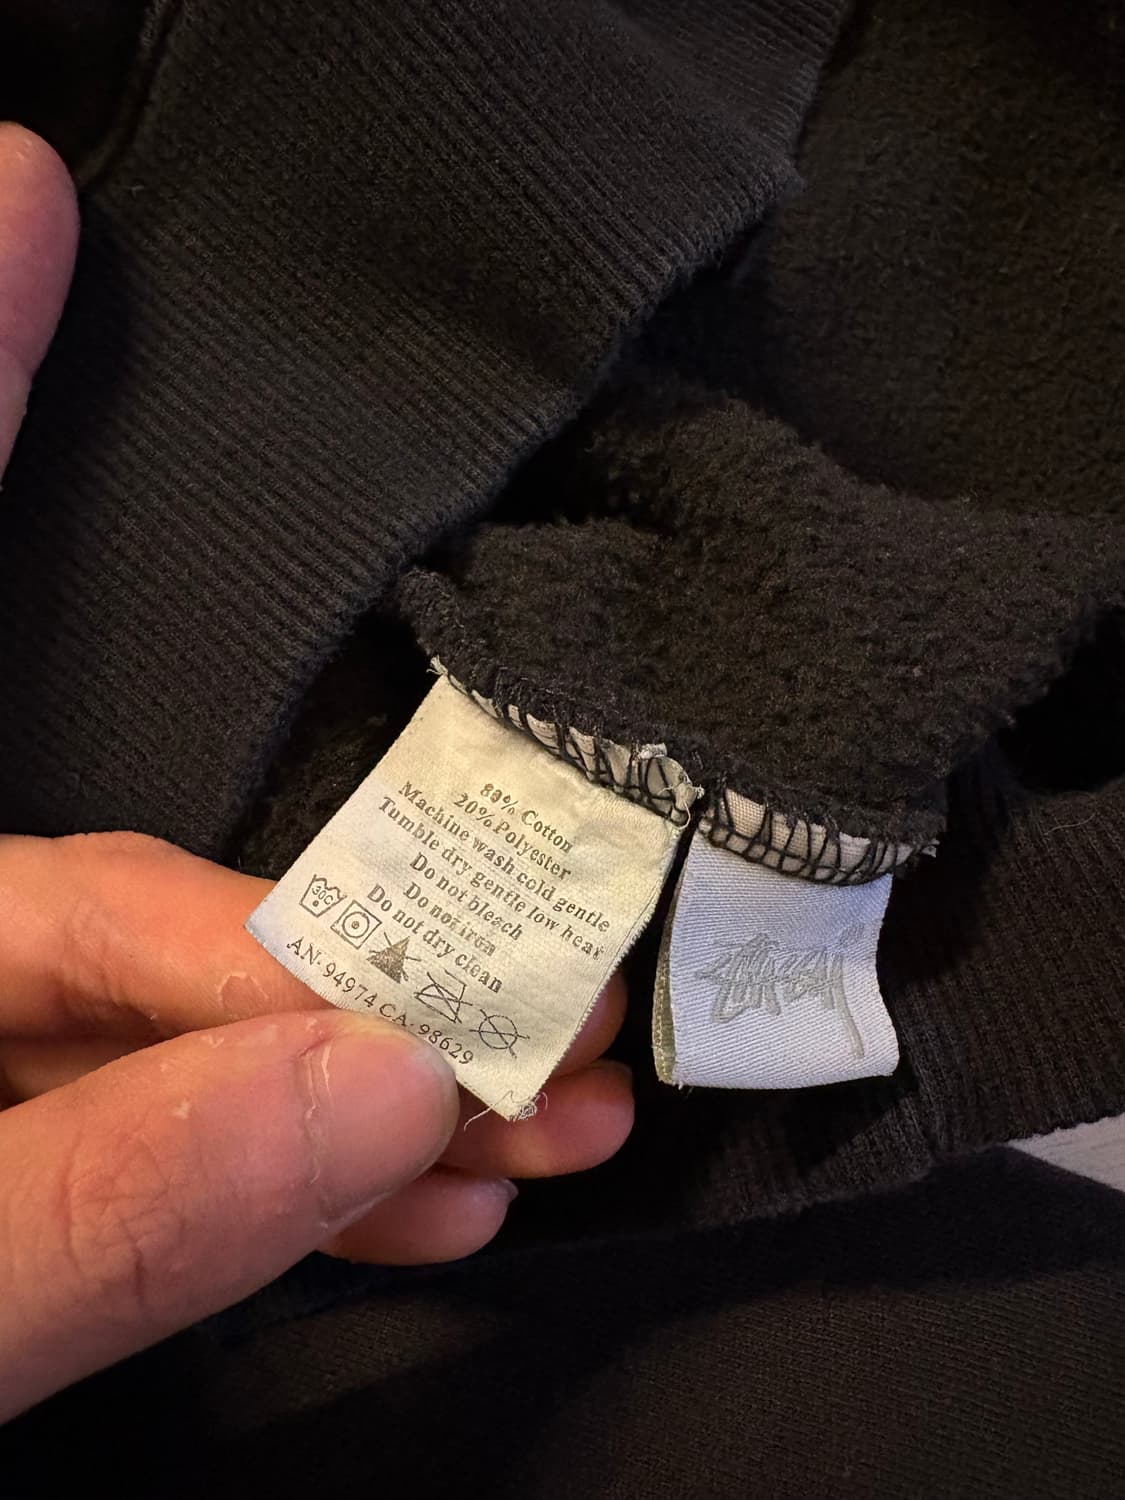 80% Cotton
20% Polyester
Machine wash cold gentle
Tumble dry gentle low heat
Do not bleach
Do not iron
Do not dry clean
30C
AN: 94974 CA: 98629
Stüssy ®